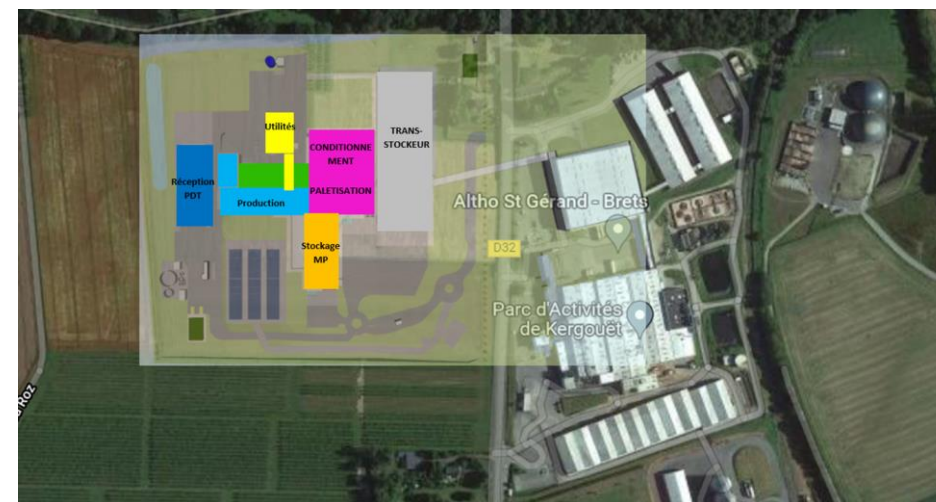 Utilités
TRANS-
STOCKEUR
CONDITIONNE
MENT
Réception
PDT
PALETISATION
Production
Altho St Gérand - Brets
Stockage
MP
D32
Parc d'Activités
de Kergouët
Roz